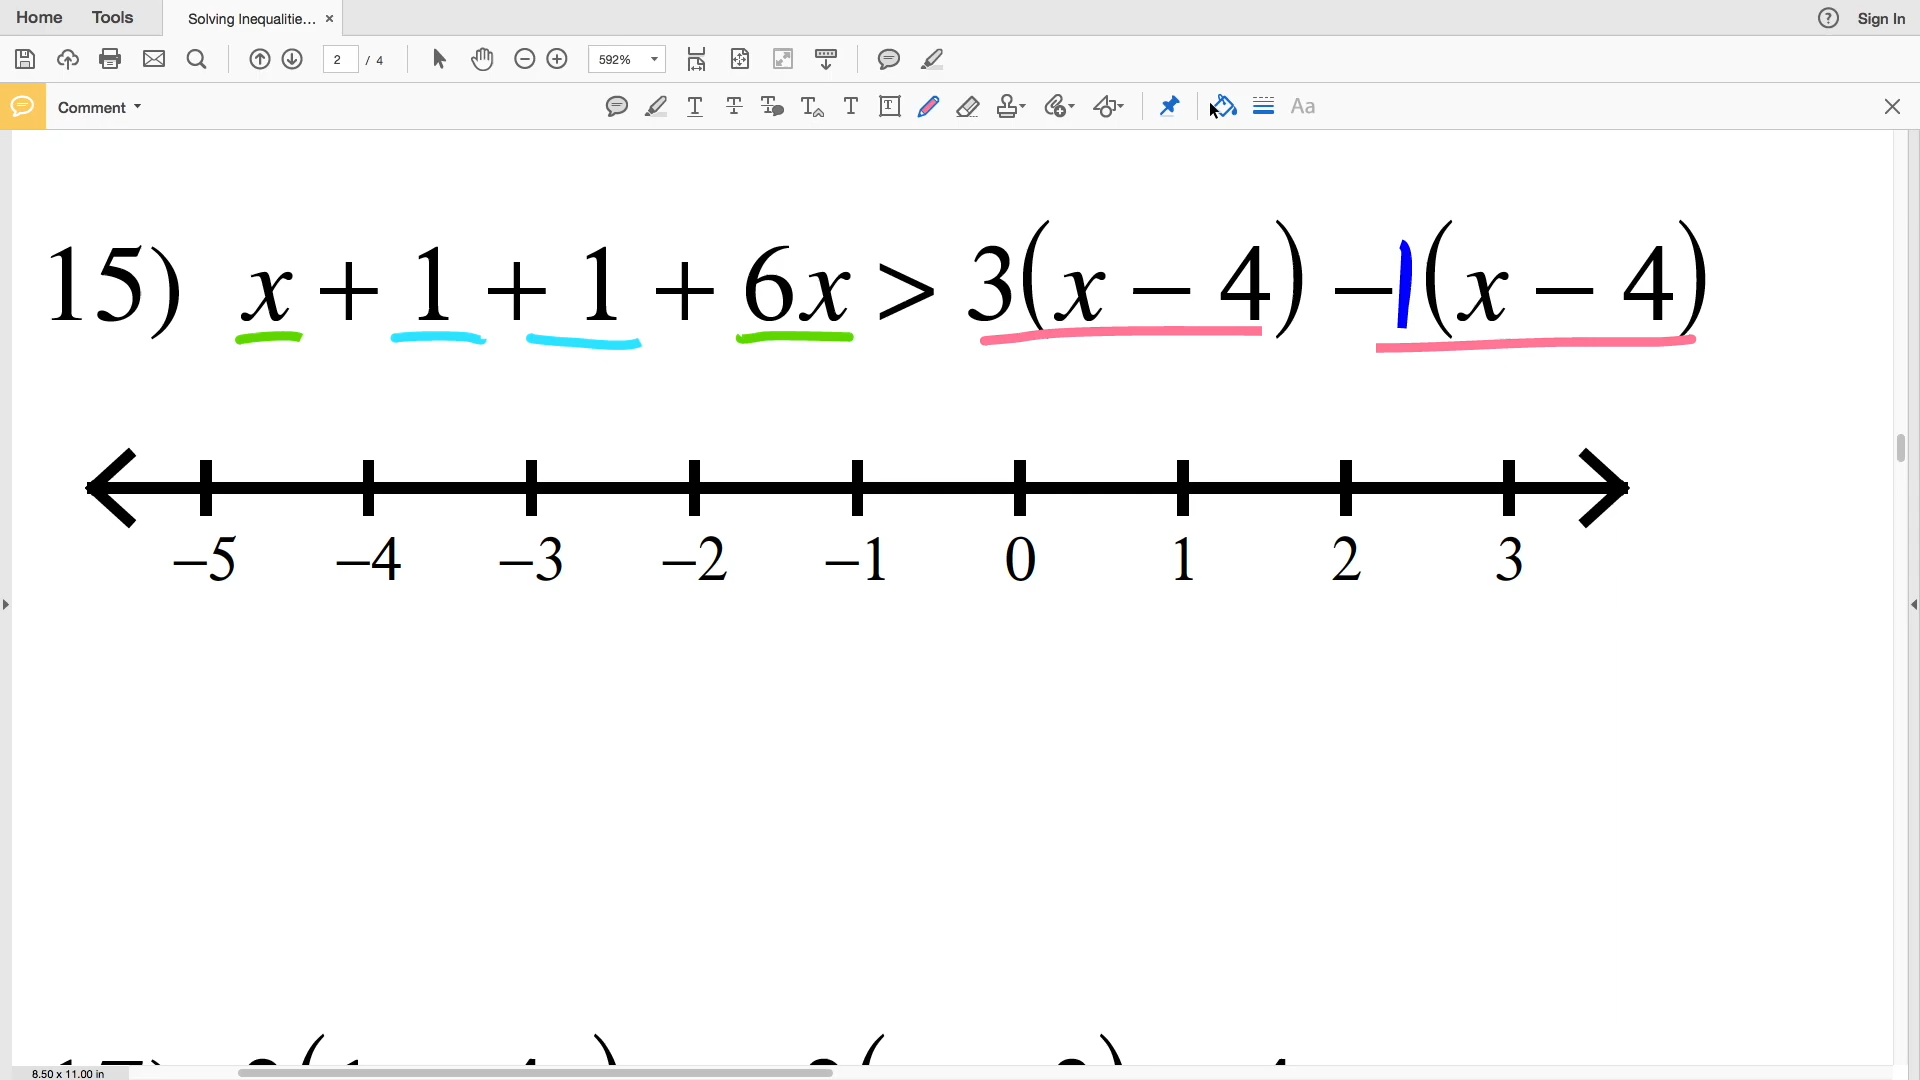 Home Tools Solving Inequalitie... × ? Sign In
2 / 4 592%
Comment Aa
15) x + 1 + 1 + 6x > 3(x − 4) −1(x − 4)
−5 −4 −3 −2 −1 0 1 2 3
8.50 x 11.00 in